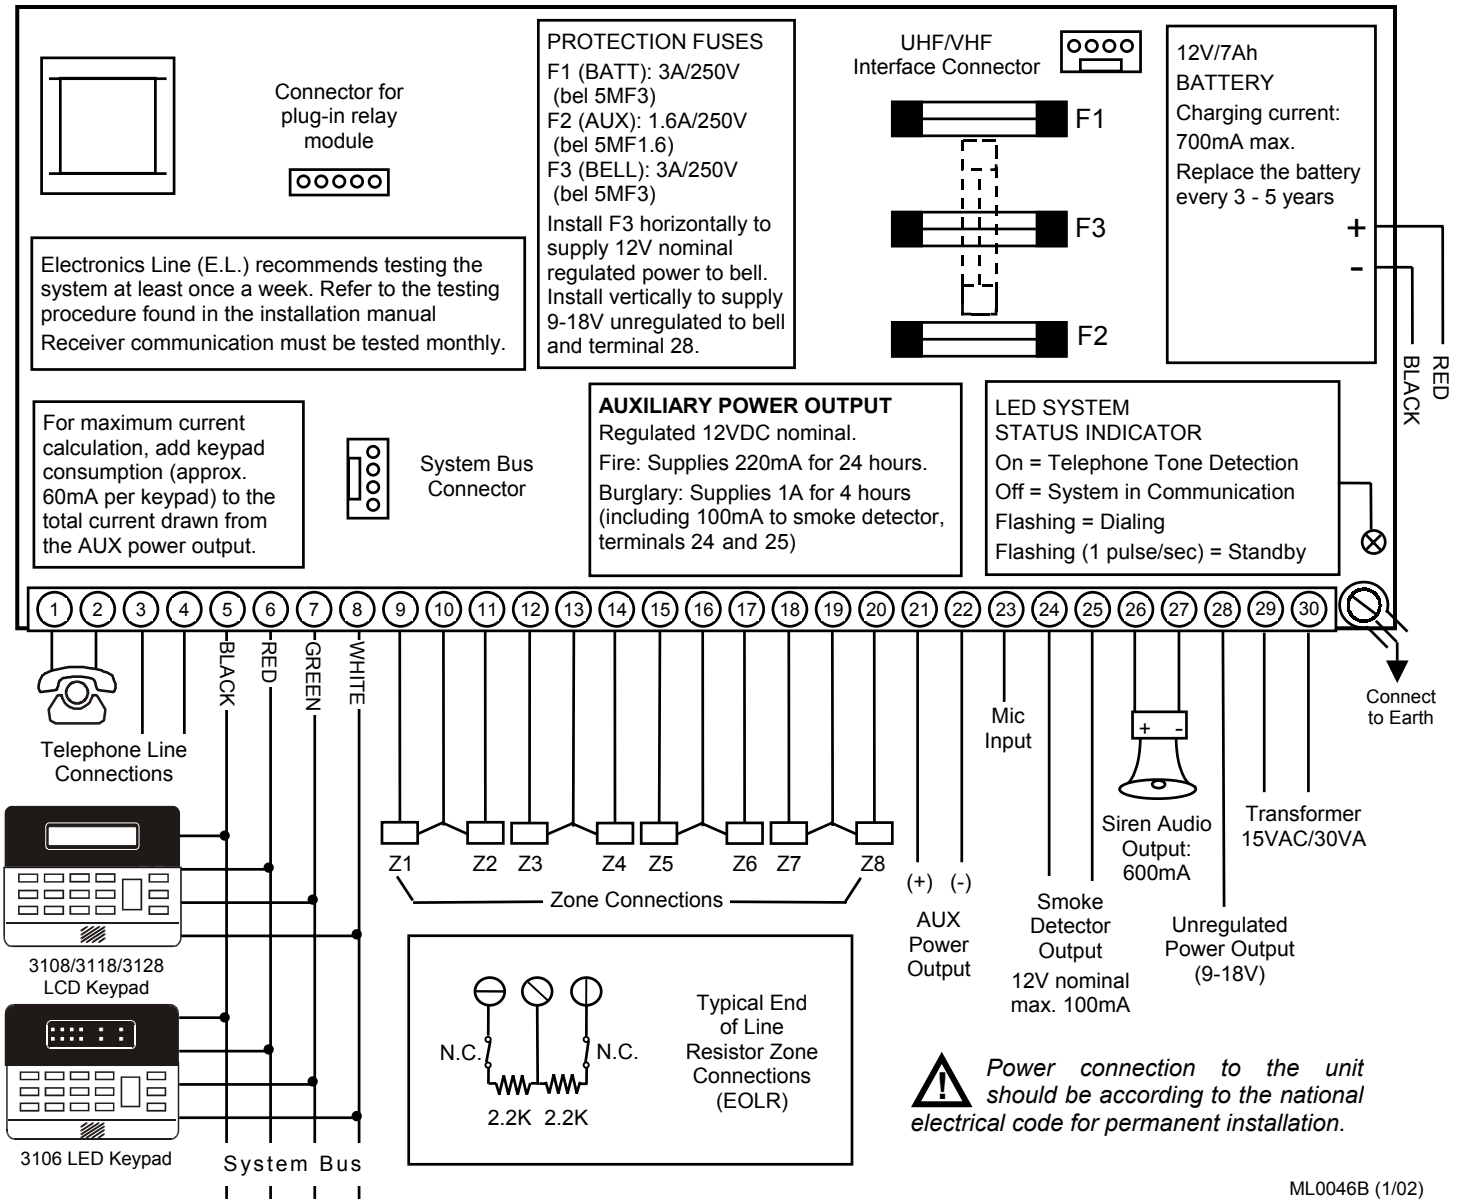 Connector for
plug-in relay
module
PROTECTION FUSES
F1 (BATT): 3A/250V
(bel 5MF3)
F2 (AUX): 1.6A/250V
(bel 5MF1.6)
F3 (BELL): 3A/250V
(bel 5MF3)
Install F3 horizontally to
supply 12V nominal
regulated power to bell.
Install vertically to supply
9-18V unregulated to bell
and terminal 28.
UHF/VHF
Interface Connector
F1
F3
F2
12V/7Ah
BATTERY
Charging current:
700mA max.
Replace the battery
every 3 - 5 years
+
-
RED
BLACK
Electronics Line (E.L.) recommends testing the
system at least once a week. Refer to the testing
procedure found in the installation manual
Receiver communication must be tested monthly.
For maximum current
calculation, add keypad
consumption (approx.
60mA per keypad) to the
total current drawn from
the AUX power output.
System Bus
Connector
AUXILIARY POWER OUTPUT
Regulated 12VDC nominal.
Fire: Supplies 220mA for 24 hours.
Burglary: Supplies 1A for 4 hours
(including 100mA to smoke detector,
terminals 24 and 25)
LED SYSTEM
STATUS INDICATOR
On = Telephone Tone Detection
Off = System in Communication
Flashing = Dialing
Flashing (1 pulse/sec) = Standby
1 2 3 4 5 6 7 8 9 10 11 12 13 14 15 16 17 18 19 20 21 22 23 24 25 26 27 28 29 30
BLACK
RED
GREEN
WHITE
Telephone Line
Connections
Connect
to Earth
Mic
Input
+ -
Siren Audio
Output:
600mA
Transformer
15VAC/30VA
Z1 Z2 Z3 Z4 Z5 Z6 Z7 Z8
Zone Connections
(+) (-)
AUX
Power
Output
Smoke
Detector
Output
12V nominal
max. 100mA
Unregulated
Power Output
(9-18V)
3108/3118/3128
LCD Keypad
3106 LED Keypad
System Bus
N.C.
N.C.
2.2K 2.2K
Typical End
of Line
Resistor Zone
Connections
(EOLR)
!
Power connection to the unit
should be according to the national
electrical code for permanent installation.
ML0046B (1/02)